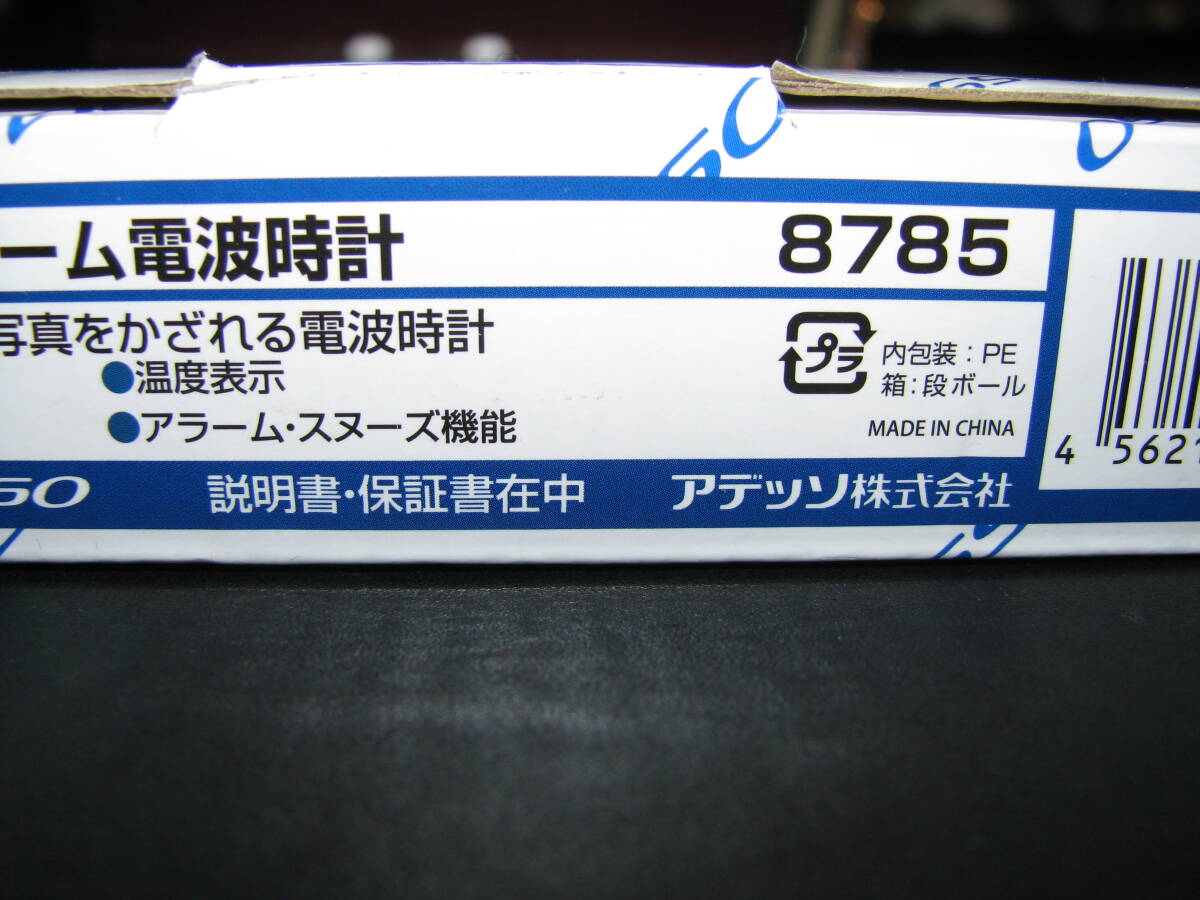 ーム電波時計 8785
写真をかざれる電波時計
●温度表示
●アラーム・スヌーズ機能
プラ
内包装：PE
箱：段ボール
MADE IN CHINA
説明書・保証書在中 アデッソ株式会社
4 562